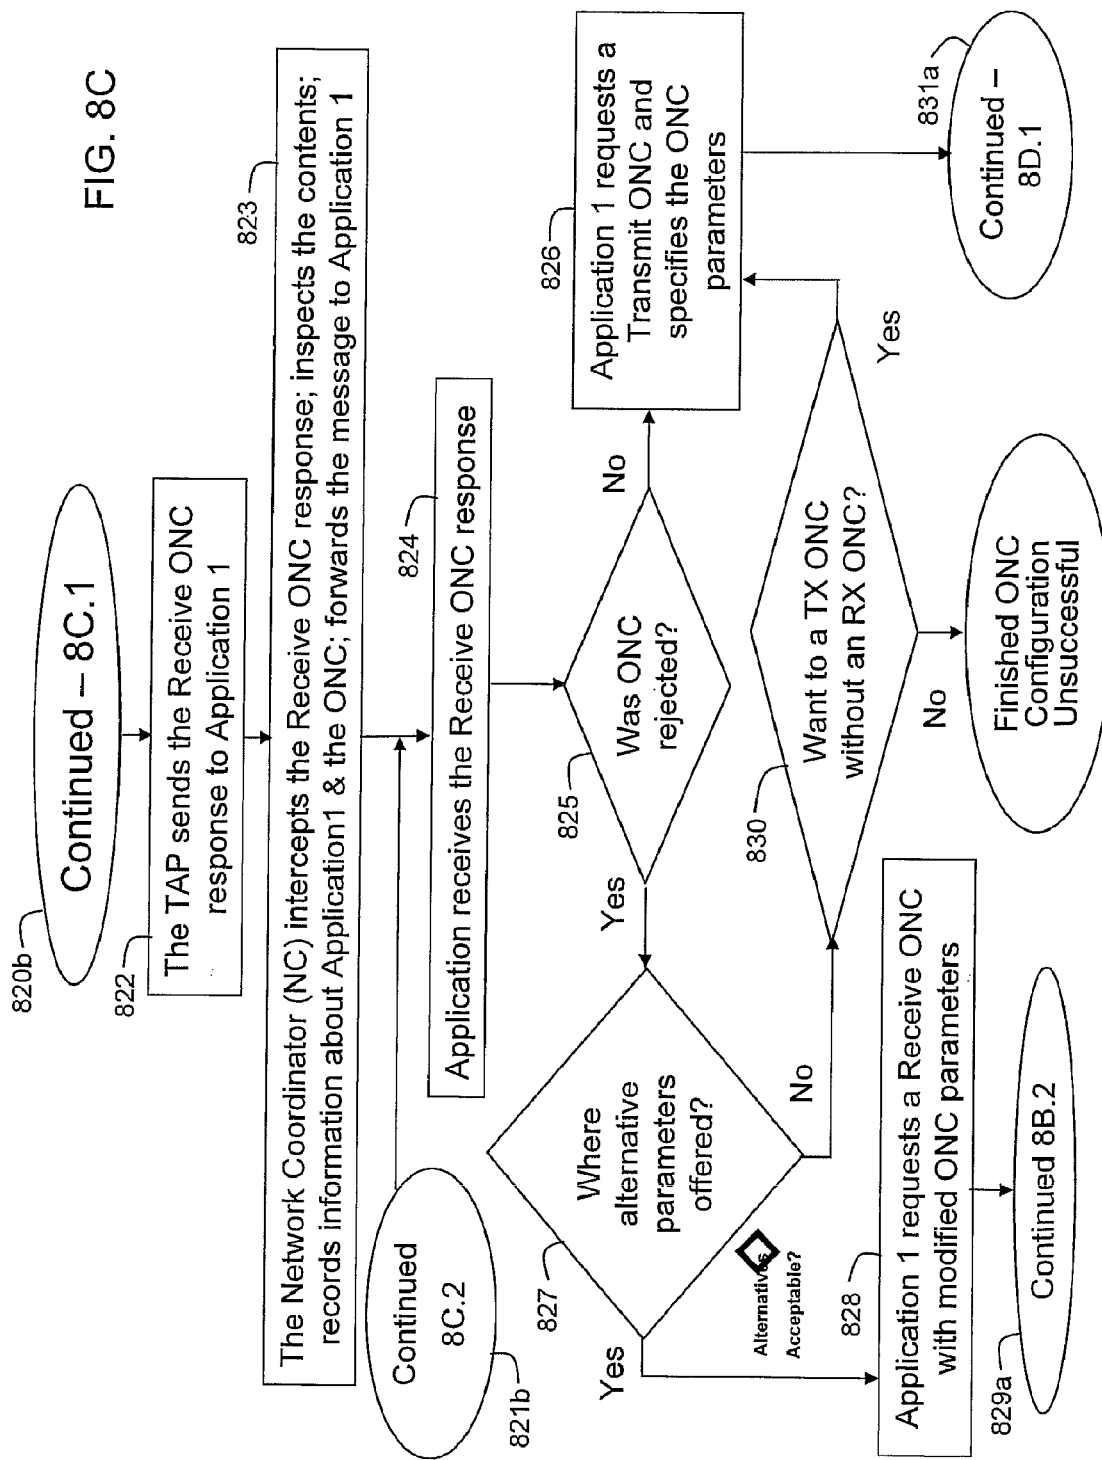 FIG. 8C
820b
Continued – 8C.1
822
The TAP sends the Receive ONC
response to Application 1
823
The Network Coordinator (NC) intercepts the Receive ONC response; inspects the contents;
records information about Application1 & the ONC; forwards the message to Application 1
821b
Continued
8C.2
824
Application receives the Receive ONC response
825
Was ONC
rejected?
Yes
No
826
Application 1 requests a
Transmit ONC and
specifies the ONC
parameters
827
Where
alternative
parameters
offered?
Yes
No
Alternatives
Acceptable?
830
Want to a TX ONC
without an RX ONC?
Yes
No
828
Application 1 requests a Receive ONC
with modified ONC parameters
829a
Continued 8B.2
Finished ONC
Configuration
Unsuccessful
831a
Continued –
8D.1